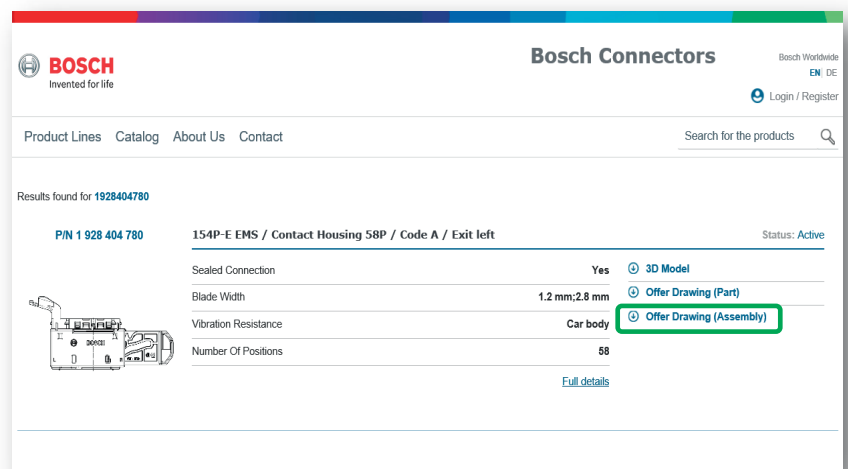 BOSCH
Invented for life
Bosch Connectors
Bosch Worldwide
EN| DE
Login / Register
Product Lines Catalog About Us Contact
Search for the products
Results found for 1928404780
P/N 1 928 404 780
154P-E EMS / Contact Housing 58P / Code A / Exit left
Status: Active
Sealed Connection Yes
Blade Width 1.2 mm;2.8 mm
Vibration Resistance Car body
Number Of Positions 58
Full details
3D Model
Offer Drawing (Part)
Offer Drawing (Assembly)
BOSCH